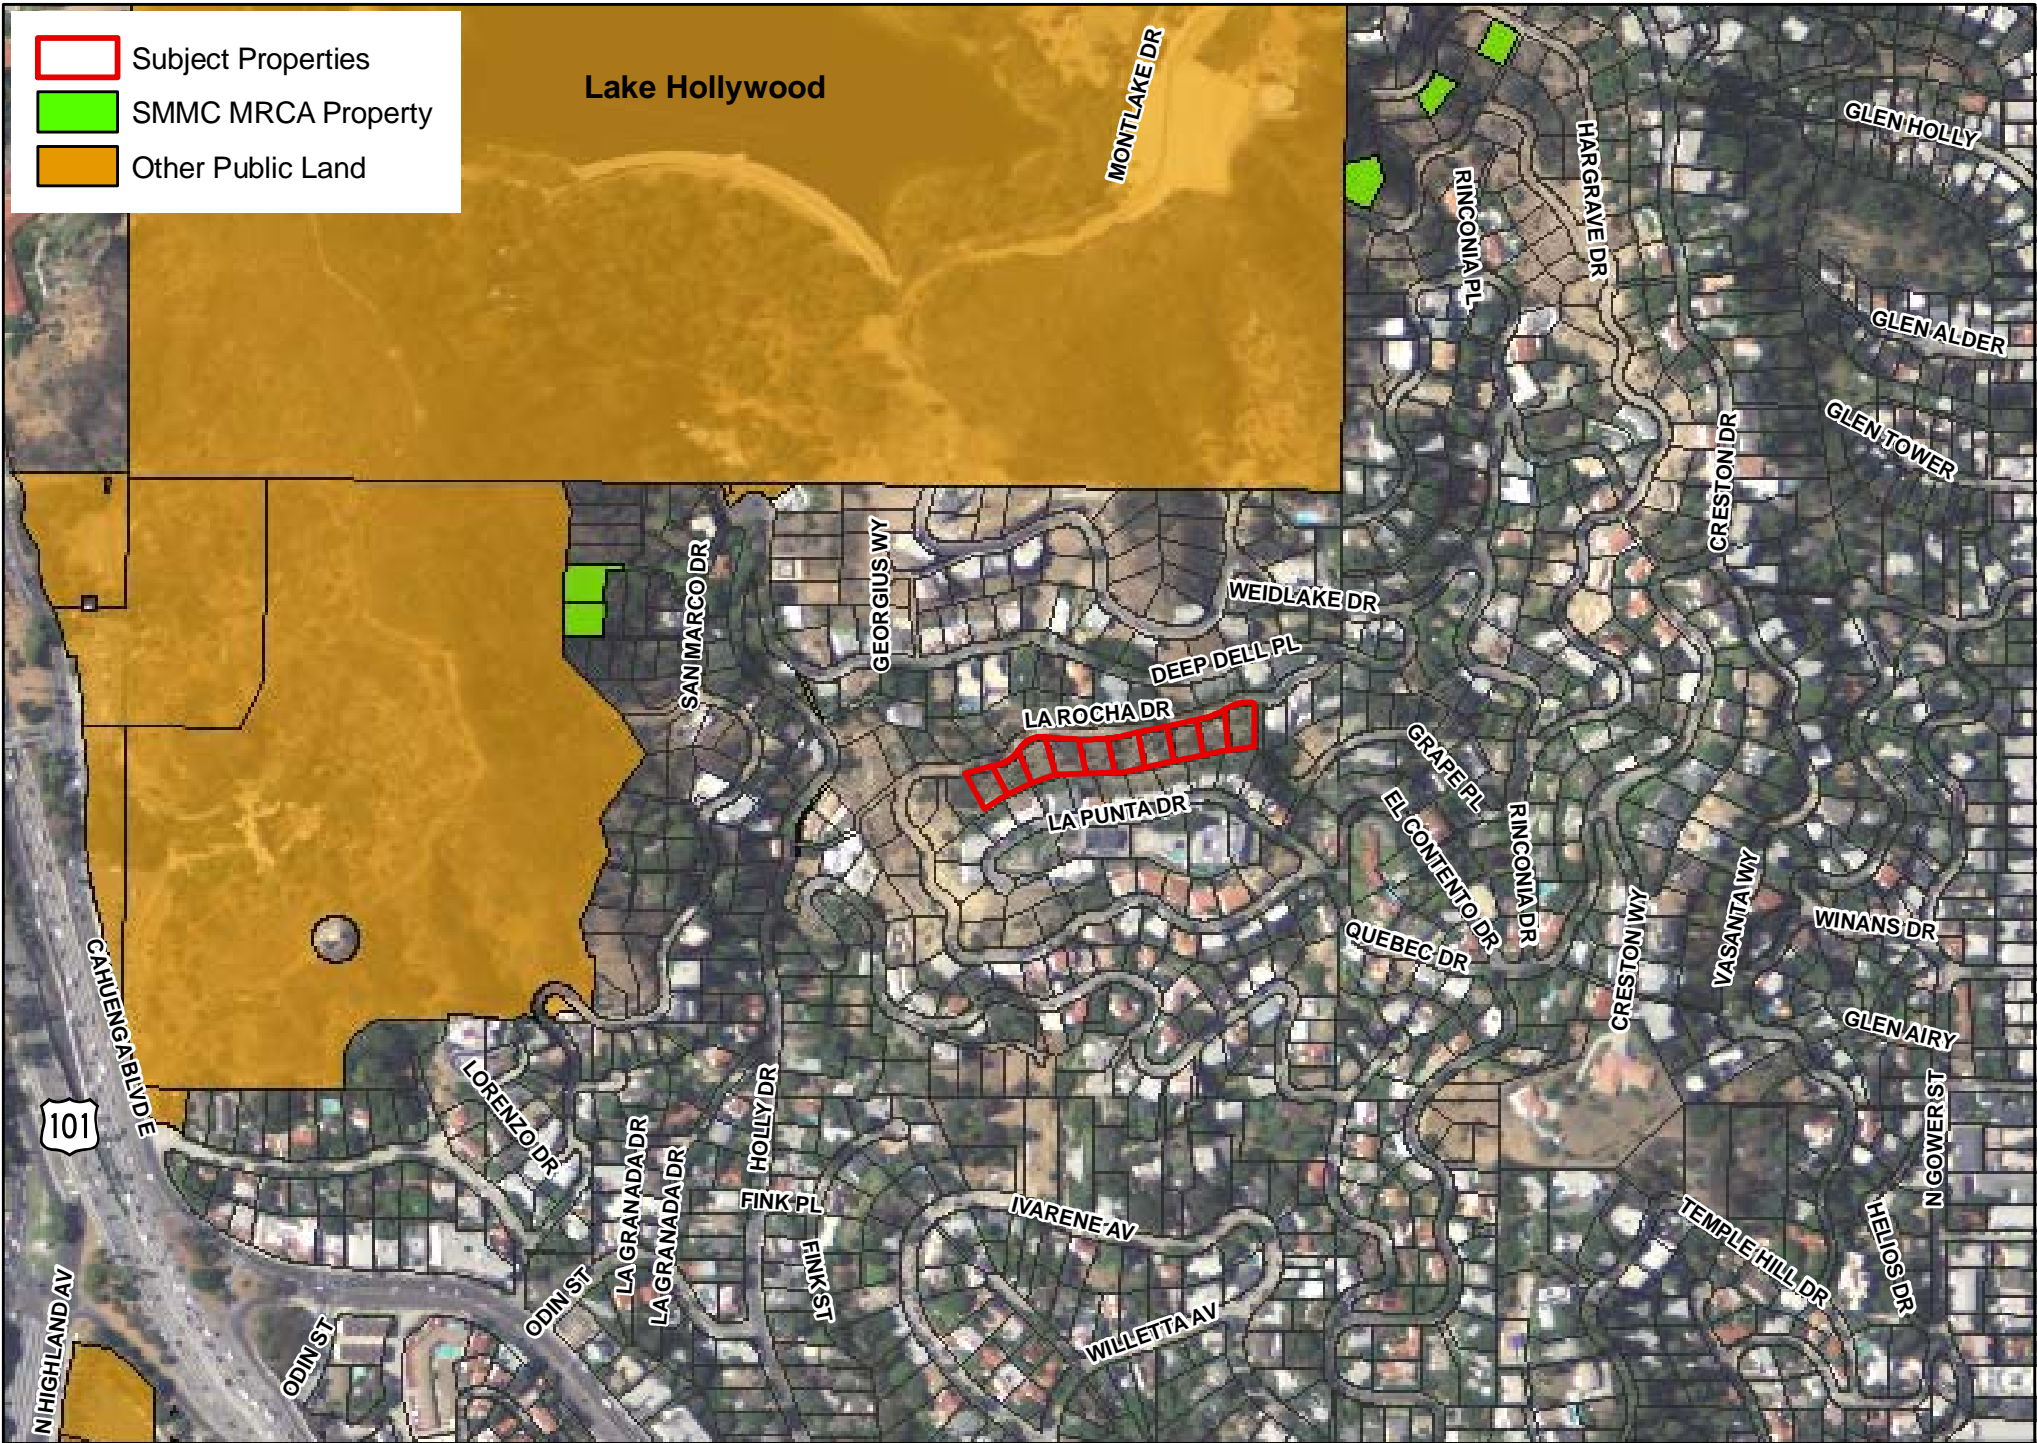 Subject Properties
SMMC MRCA Property
Other Public Land
Lake Hollywood
MONTLAKE DR
GLEN HOLLY
HARGRAVE DR
RINCONIA PL
GLEN ALDER
GLEN TOWER
CRESTON DR
GEORGIUS WY
SAN MARCO DR
WEIDLAKE DR
DEEP DELL PL
LA ROCHA DR
GRAPE PL
LA PUNTA DR
EL CONTENTO DR
RINCONIA DR
VASANTA WY
CRESTON WY
WINANS DR
QUEBEC DR
CAHUENGA BLVD E
GLEN AIRY
101
LORENZO DR
HOLLY DR
N GOWER ST
LA GRANADA DR
LA GRANADA DR
FINK PL
IVARENE AV
TEMPLE HILL DR
HELIOS DR
FINK ST
ODIN ST
N HIGHLAND AV
ODIN ST
WILLETTA AV